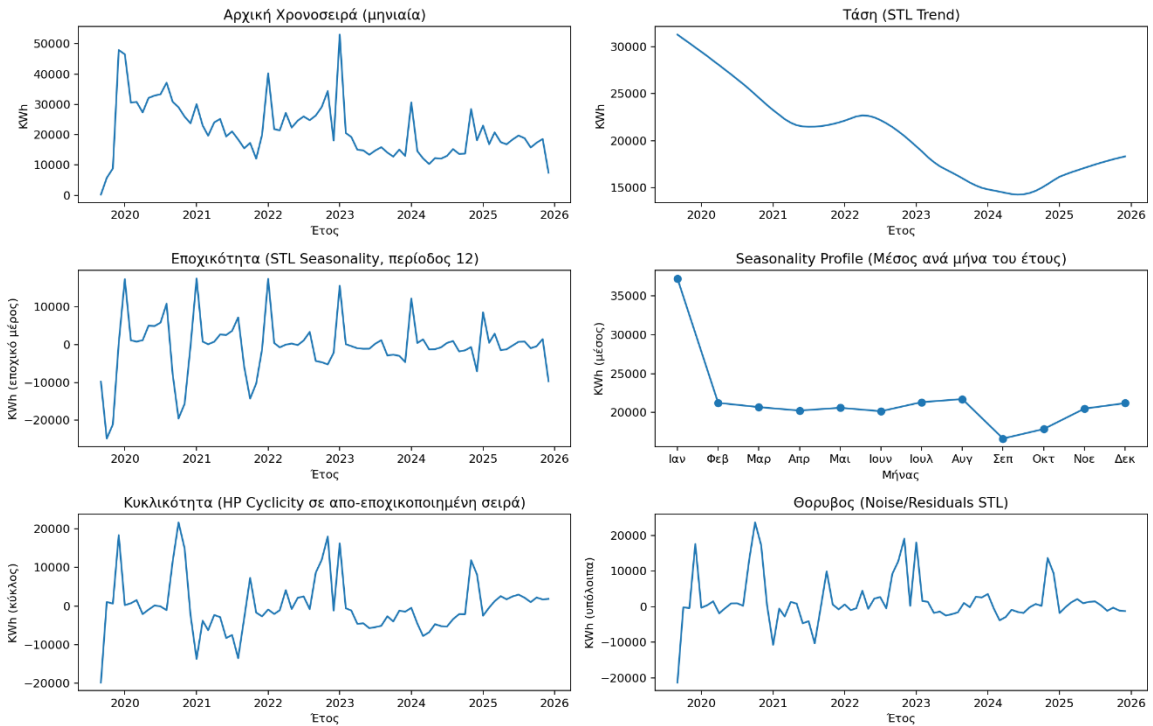 Αρχική Χρονοσειρά (μηνιαία)
KWh
50000
40000
30000
20000
10000
0
2020 2021 2022 2023 2024 2025 2026
Έτος
Τάση (STL Trend)
KWh
30000
25000
20000
15000
2020 2021 2022 2023 2024 2025 2026
Έτος
Εποχικότητα (STL Seasonality, περίοδος 12)
KWh (εποχικό μέρος)
10000
0
−10000
−20000
2020 2021 2022 2023 2024 2025 2026
Έτος
Seasonality Profile (Μέσος ανά μήνα του έτους)
KWh (μέσος)
35000
30000
25000
20000
Ιαν Φεβ Μαρ Απρ Μαι Ιουν Ιουλ Αυγ Σεπ Οκτ Νοε Δεκ
Μήνας
Κυκλικότητα (HP Cyclicity σε απο-εποχικοποιημένη σειρά)
KWh (κύκλος)
20000
10000
0
−10000
−20000
2020 2021 2022 2023 2024 2025 2026
Έτος
Θορυβος (Noise/Residuals STL)
KWh (υπόλοιπα)
20000
10000
0
−10000
−20000
2020 2021 2022 2023 2024 2025 2026
Έτος